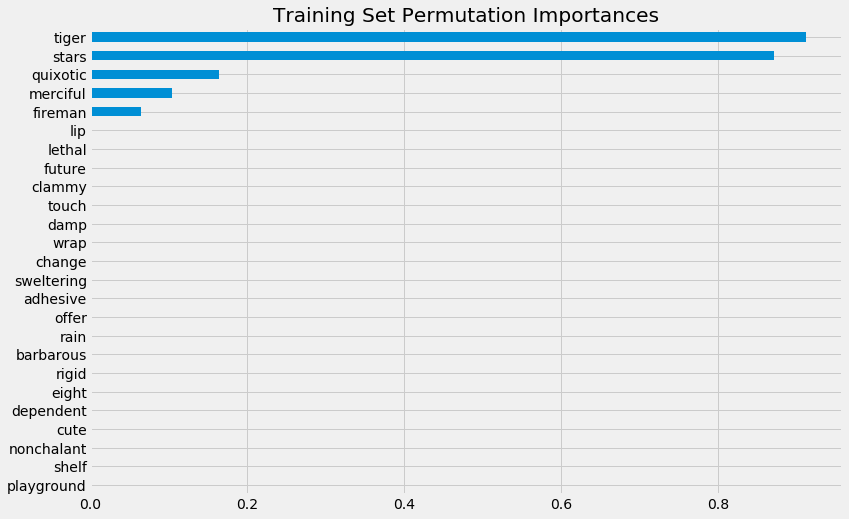 Training Set Permutation Importances
tiger
stars
quixotic
merciful
fireman
lip
lethal
future
clammy
touch
damp
wrap
change
sweltering
adhesive
offer
rain
barbarous
rigid
eight
dependent
cute
nonchalant
shelf
playground
0.0 0.2 0.4 0.6 0.8